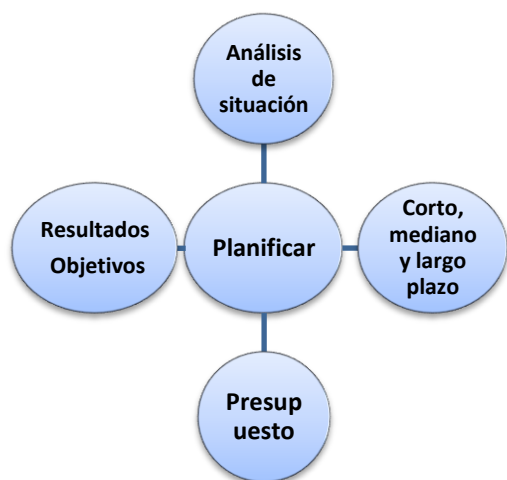 Análisis
de
situación
Resultados
Objetivos
Planificar
Corto,
mediano
y largo
plazo
Presup
uesto